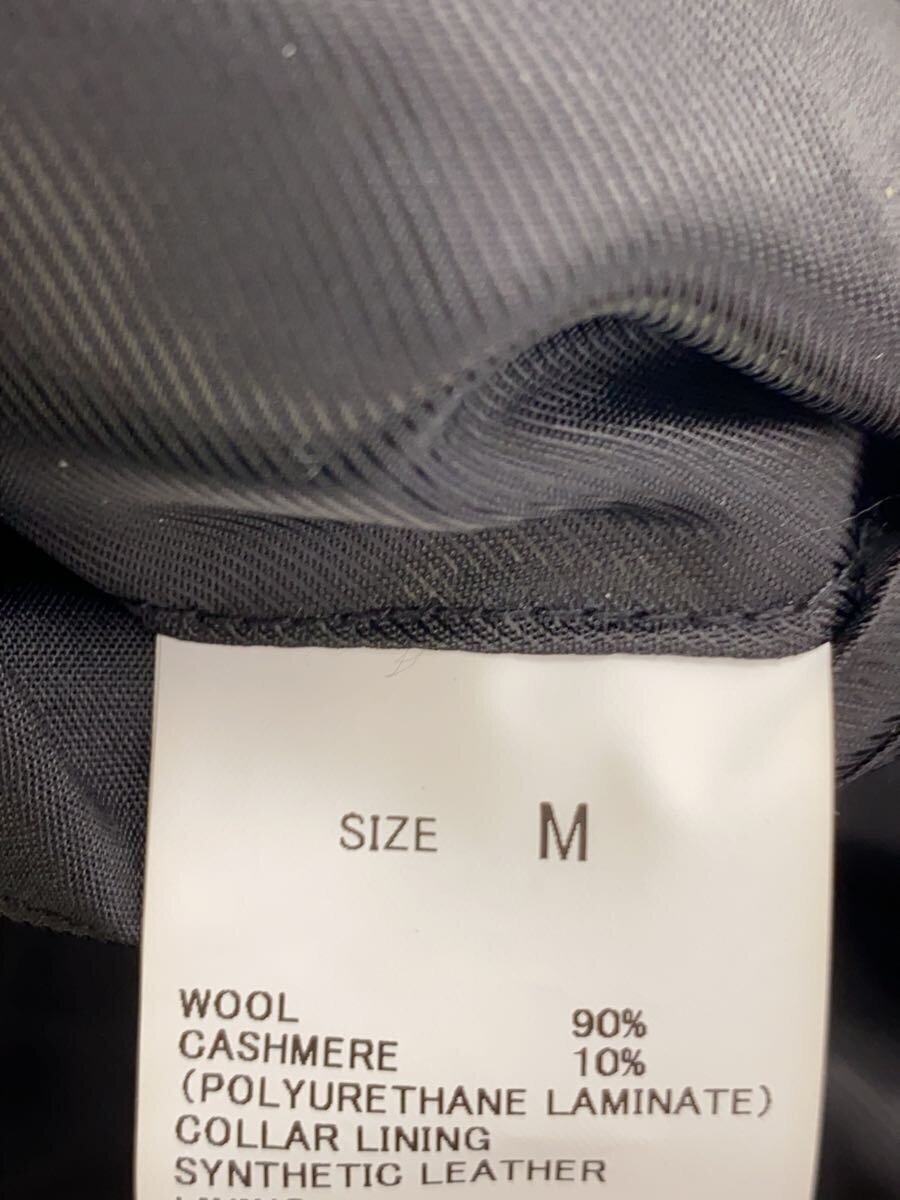 SIZE M
WOOL 90%
CASHMERE 10%
(POLYURETHANE LAMINATE)
COLLAR LINING
SYNTHETIC LEATHER